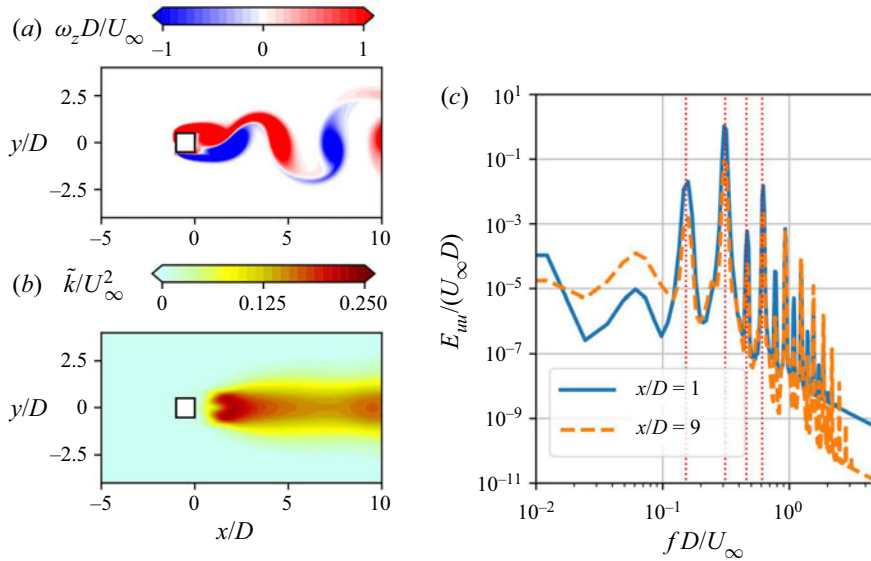 (a) ω_z D/U_∞
−1 0 1
2.5
y/D 0
−2.5
−5 0 5 10
(b) k̃/U_∞^2
0 0.125 0.250
2.5
y/D 0
−2.5
−5 0 5 10
x/D
(c)
10^1
10^−1
10^−3
10^−5
10^−7
10^−9
10^−11
E_uu/(U_∞D)
x/D = 1
x/D = 9
10^−2 10^−1 10^0
fD/U_∞